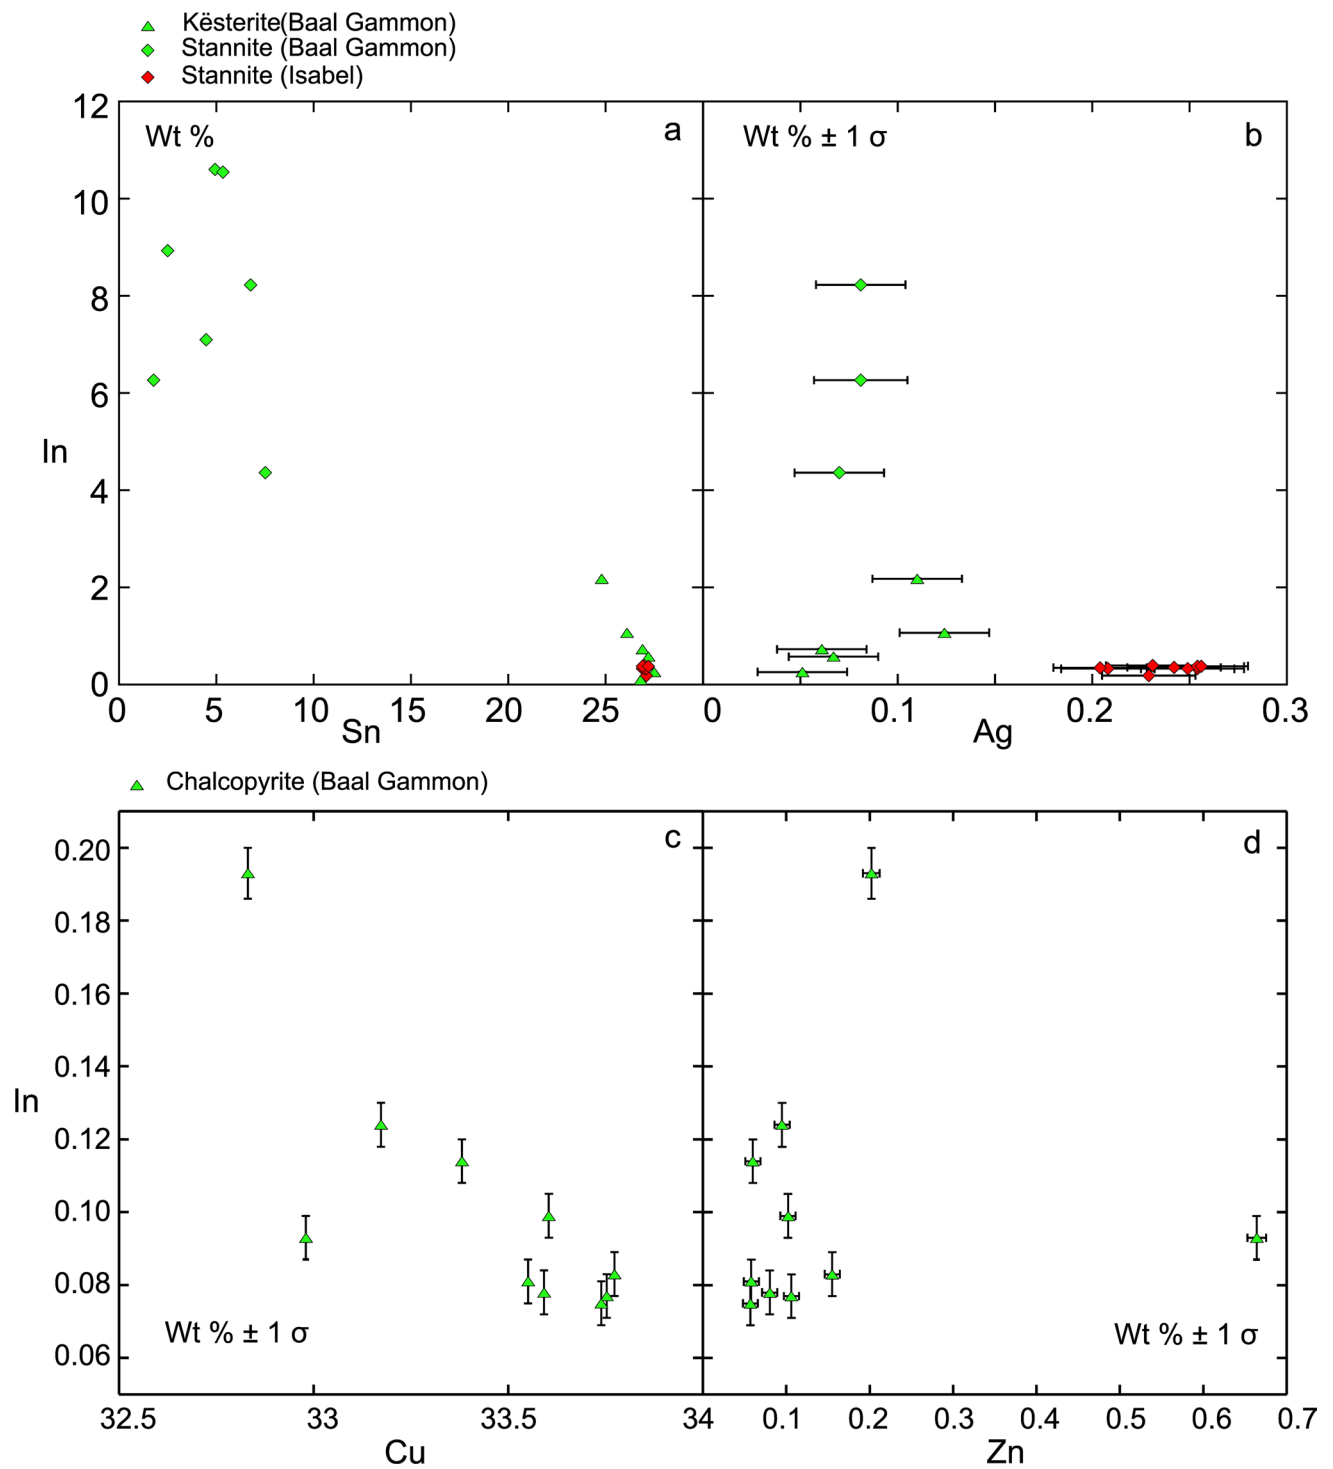 Kësterite(Baal Gammon)
Stannite (Baal Gammon)
Stannite (Isabel)
Wt %
a
Wt % ± 1 σ
b
12
10
8
6
4
2
0
In
0
5
10
15
20
25
Sn
0
0.1
0.2
0.3
Ag
Chalcopyrite (Baal Gammon)
c
d
0.20
0.18
0.16
0.14
0.12
0.10
0.08
0.06
In
Wt % ± 1 σ
Wt % ± 1 σ
32.5
33
33.5
34
Cu
0.1
0.2
0.3
0.4
0.5
0.6
0.7
Zn